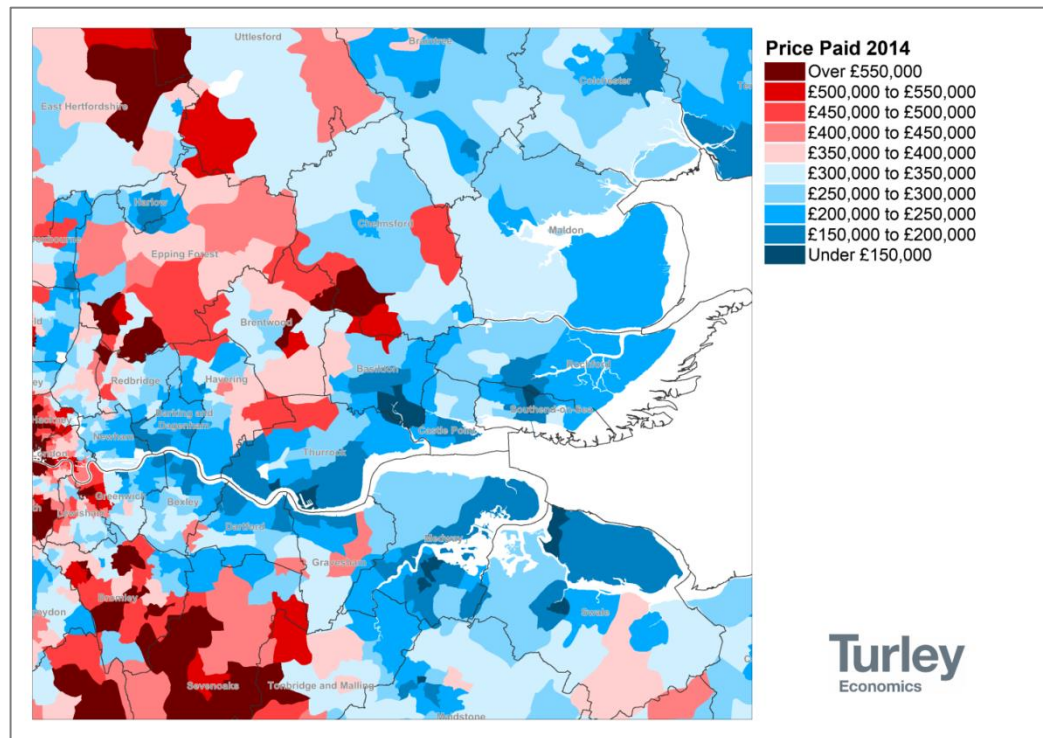 Uttlesford
Braintree
Colchester
East Hertfordshire
Harlow
Chelmsford
Maldon
Epping Forest
Brentwood
Redbridge
Havering
Basildon
Rochford
Southend-on-Sea
Castle Point
Barking and
Dagenham
Newham
Thurrock
Greenwich
Bexley
Lewisham
Dartford
Gravesham
Medway
Swale
Bromley
Sevenoaks
Tonbridge and Malling
Price Paid 2014
Over £550,000
£500,000 to £550,000
£450,000 to £500,000
£400,000 to £450,000
£350,000 to £400,000
£300,000 to £350,000
£250,000 to £300,000
£200,000 to £250,000
£150,000 to £200,000
Under £150,000
Turley
Economics